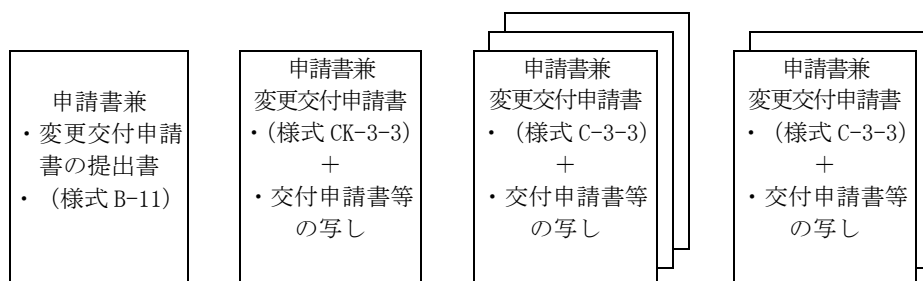 申請書兼
・変更交付申請
書の提出書
・（様式 B-11）
申請書兼
変更交付申請書
・（様式 CK-3-3）
＋
・交付申請書等
の写し
申請書兼
変更交付申請書
・（様式 C-3-3）
＋
・交付申請書等
の写し
申請書兼
変更交付申請書
・（様式 C-3-3）
＋
・交付申請書等
の写し